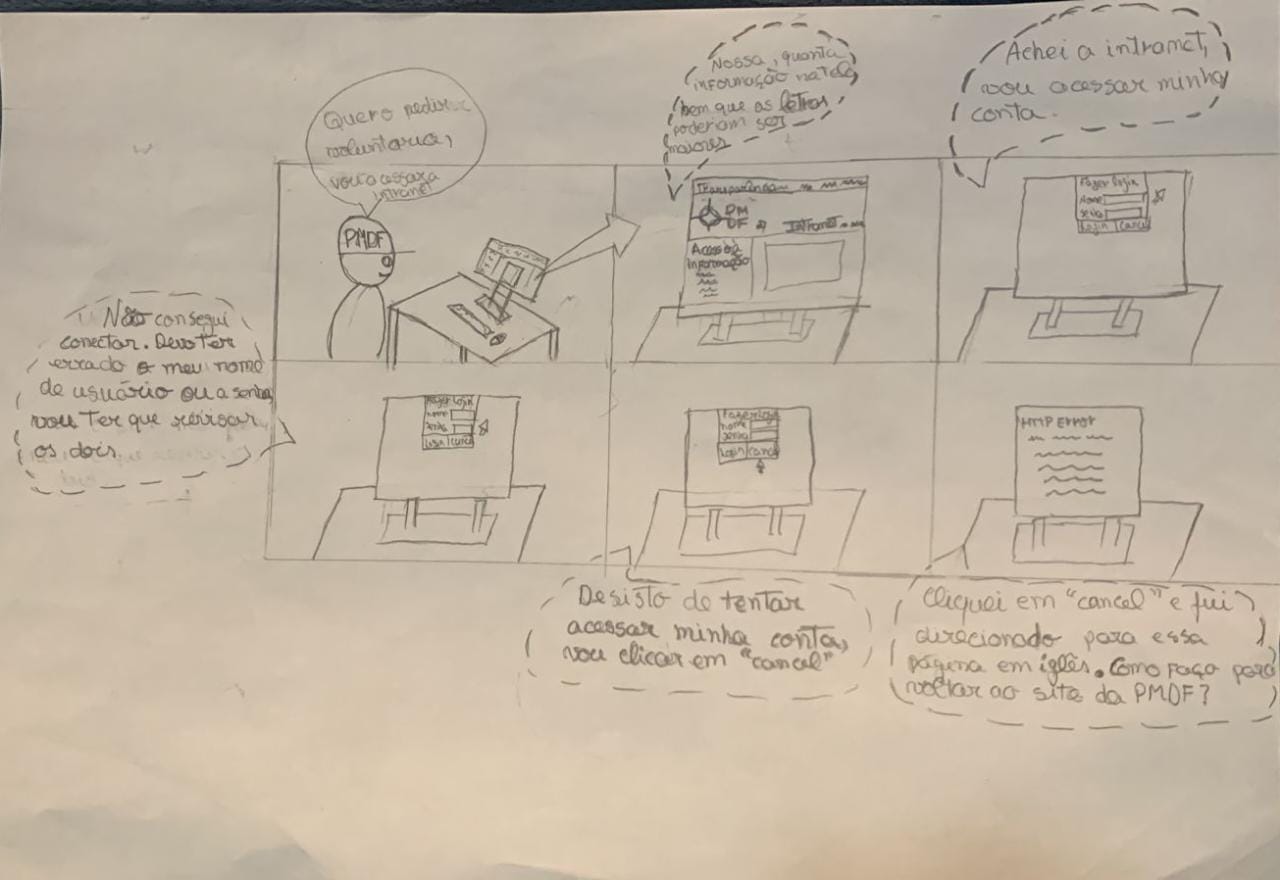 Quero pedir
voluntario,
vou acessar a
intranet
PMDF
Nossa, quanta
informação na tela,
bem que as letras
poderiam ser
maiores
Transparência
PM
DF
Intranet
Acesso à
informação
Achei a intranet,
vou acessar minha
conta.
Fazer login
Nome
senha
Login cancel
Não consegui
conectar. Devo ter
errado o meu nome
de usuário ou a senha
vou ter que revisar
os dois.
Fazer login
nome
senha
Login cancel
Fazer login
nome
senha
Login cancel
Desisto de tentar
acessar minha conta,
vou clicar em "cancel"
HTTP Error
Cliquei em "cancel" e fui
direcionado para essa
página em iglês. Como faço para
voltar ao site da PMDF?